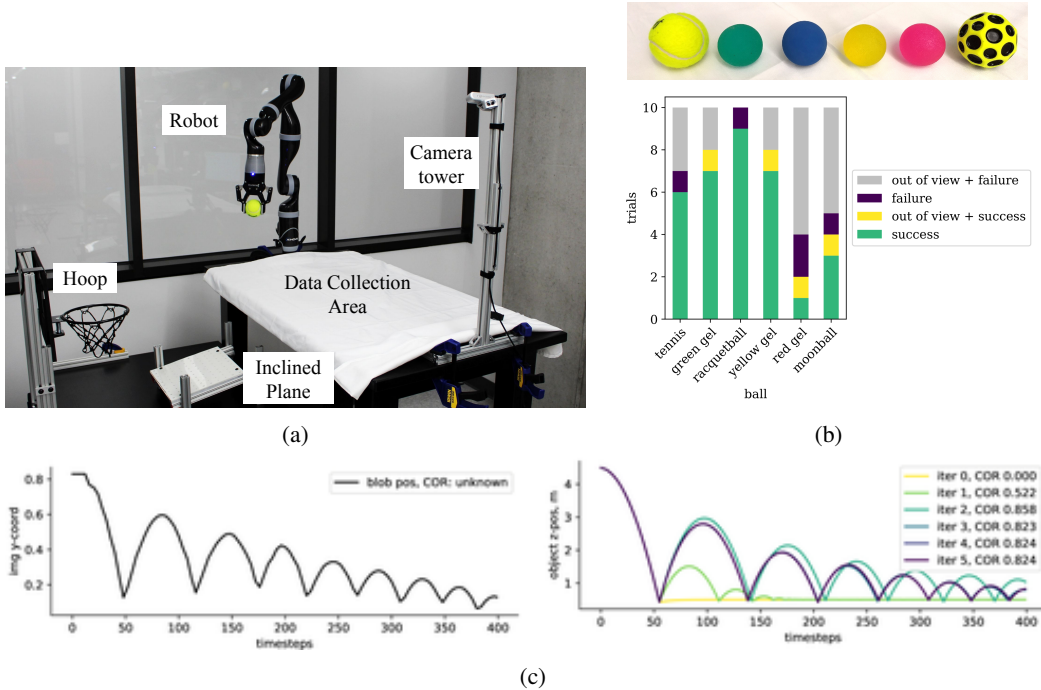 Robot
Camera
tower
Hoop
Data Collection
Area
Inclined
Plane
(a)
10
8
6
4
2
0
trials
tennis
green gel
racquetball
yellow gel
red gel
moonball
ball
out of view + failure
failure
out of view + success
success
(b)
0.8
0.6
0.4
0.2
img y-coord
0 50 100 150 200 250 300 350 400
timesteps
blob pos, COR: unknown
4
3
2
1
object z-pos, m
0 50 100 150 200 250 300 350 400
timesteps
iter 0, COR 0.000
iter 1, COR 0.522
iter 2, COR 0.858
iter 3, COR 0.823
iter 4, COR 0.824
iter 5, COR 0.824
(c)